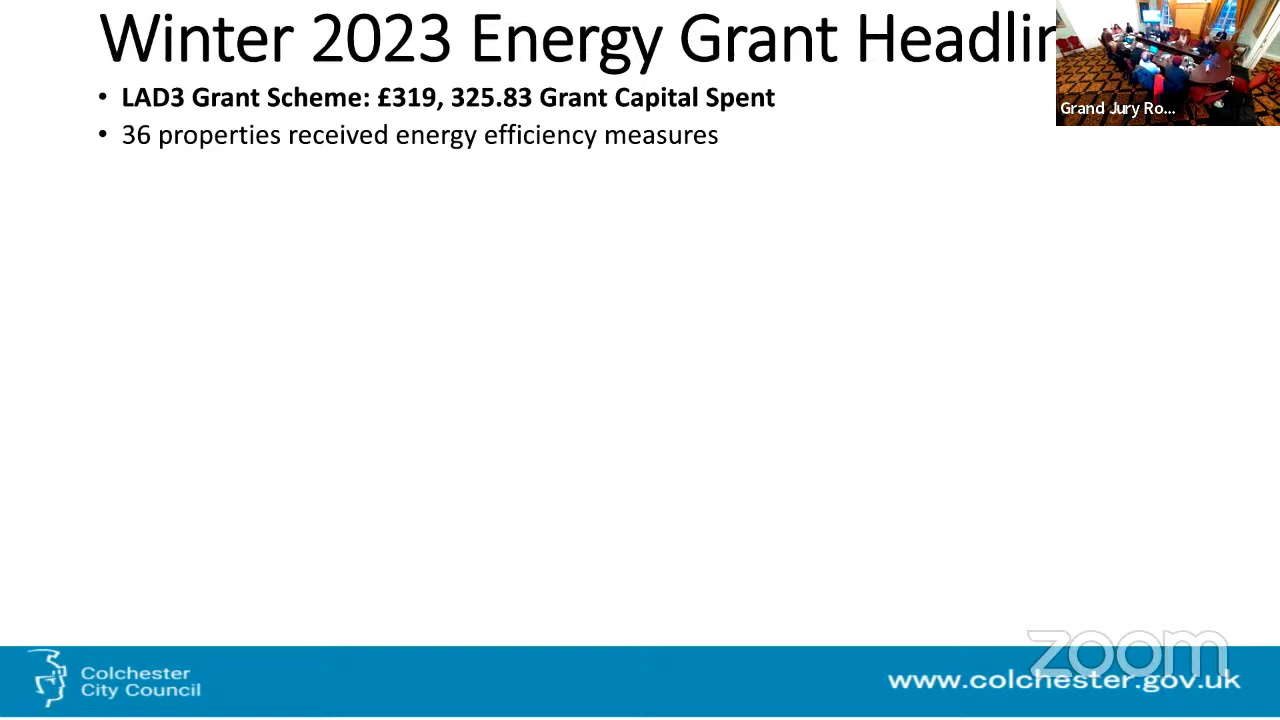 Winter 2023 Energy Grant Headlin
• LAD3 Grant Scheme: £319, 325.83 Grant Capital Spent
• 36 properties received energy efficiency measures
Grand Jury Ro...
zoom
Colchester
City Council
www.colchester.gov.uk